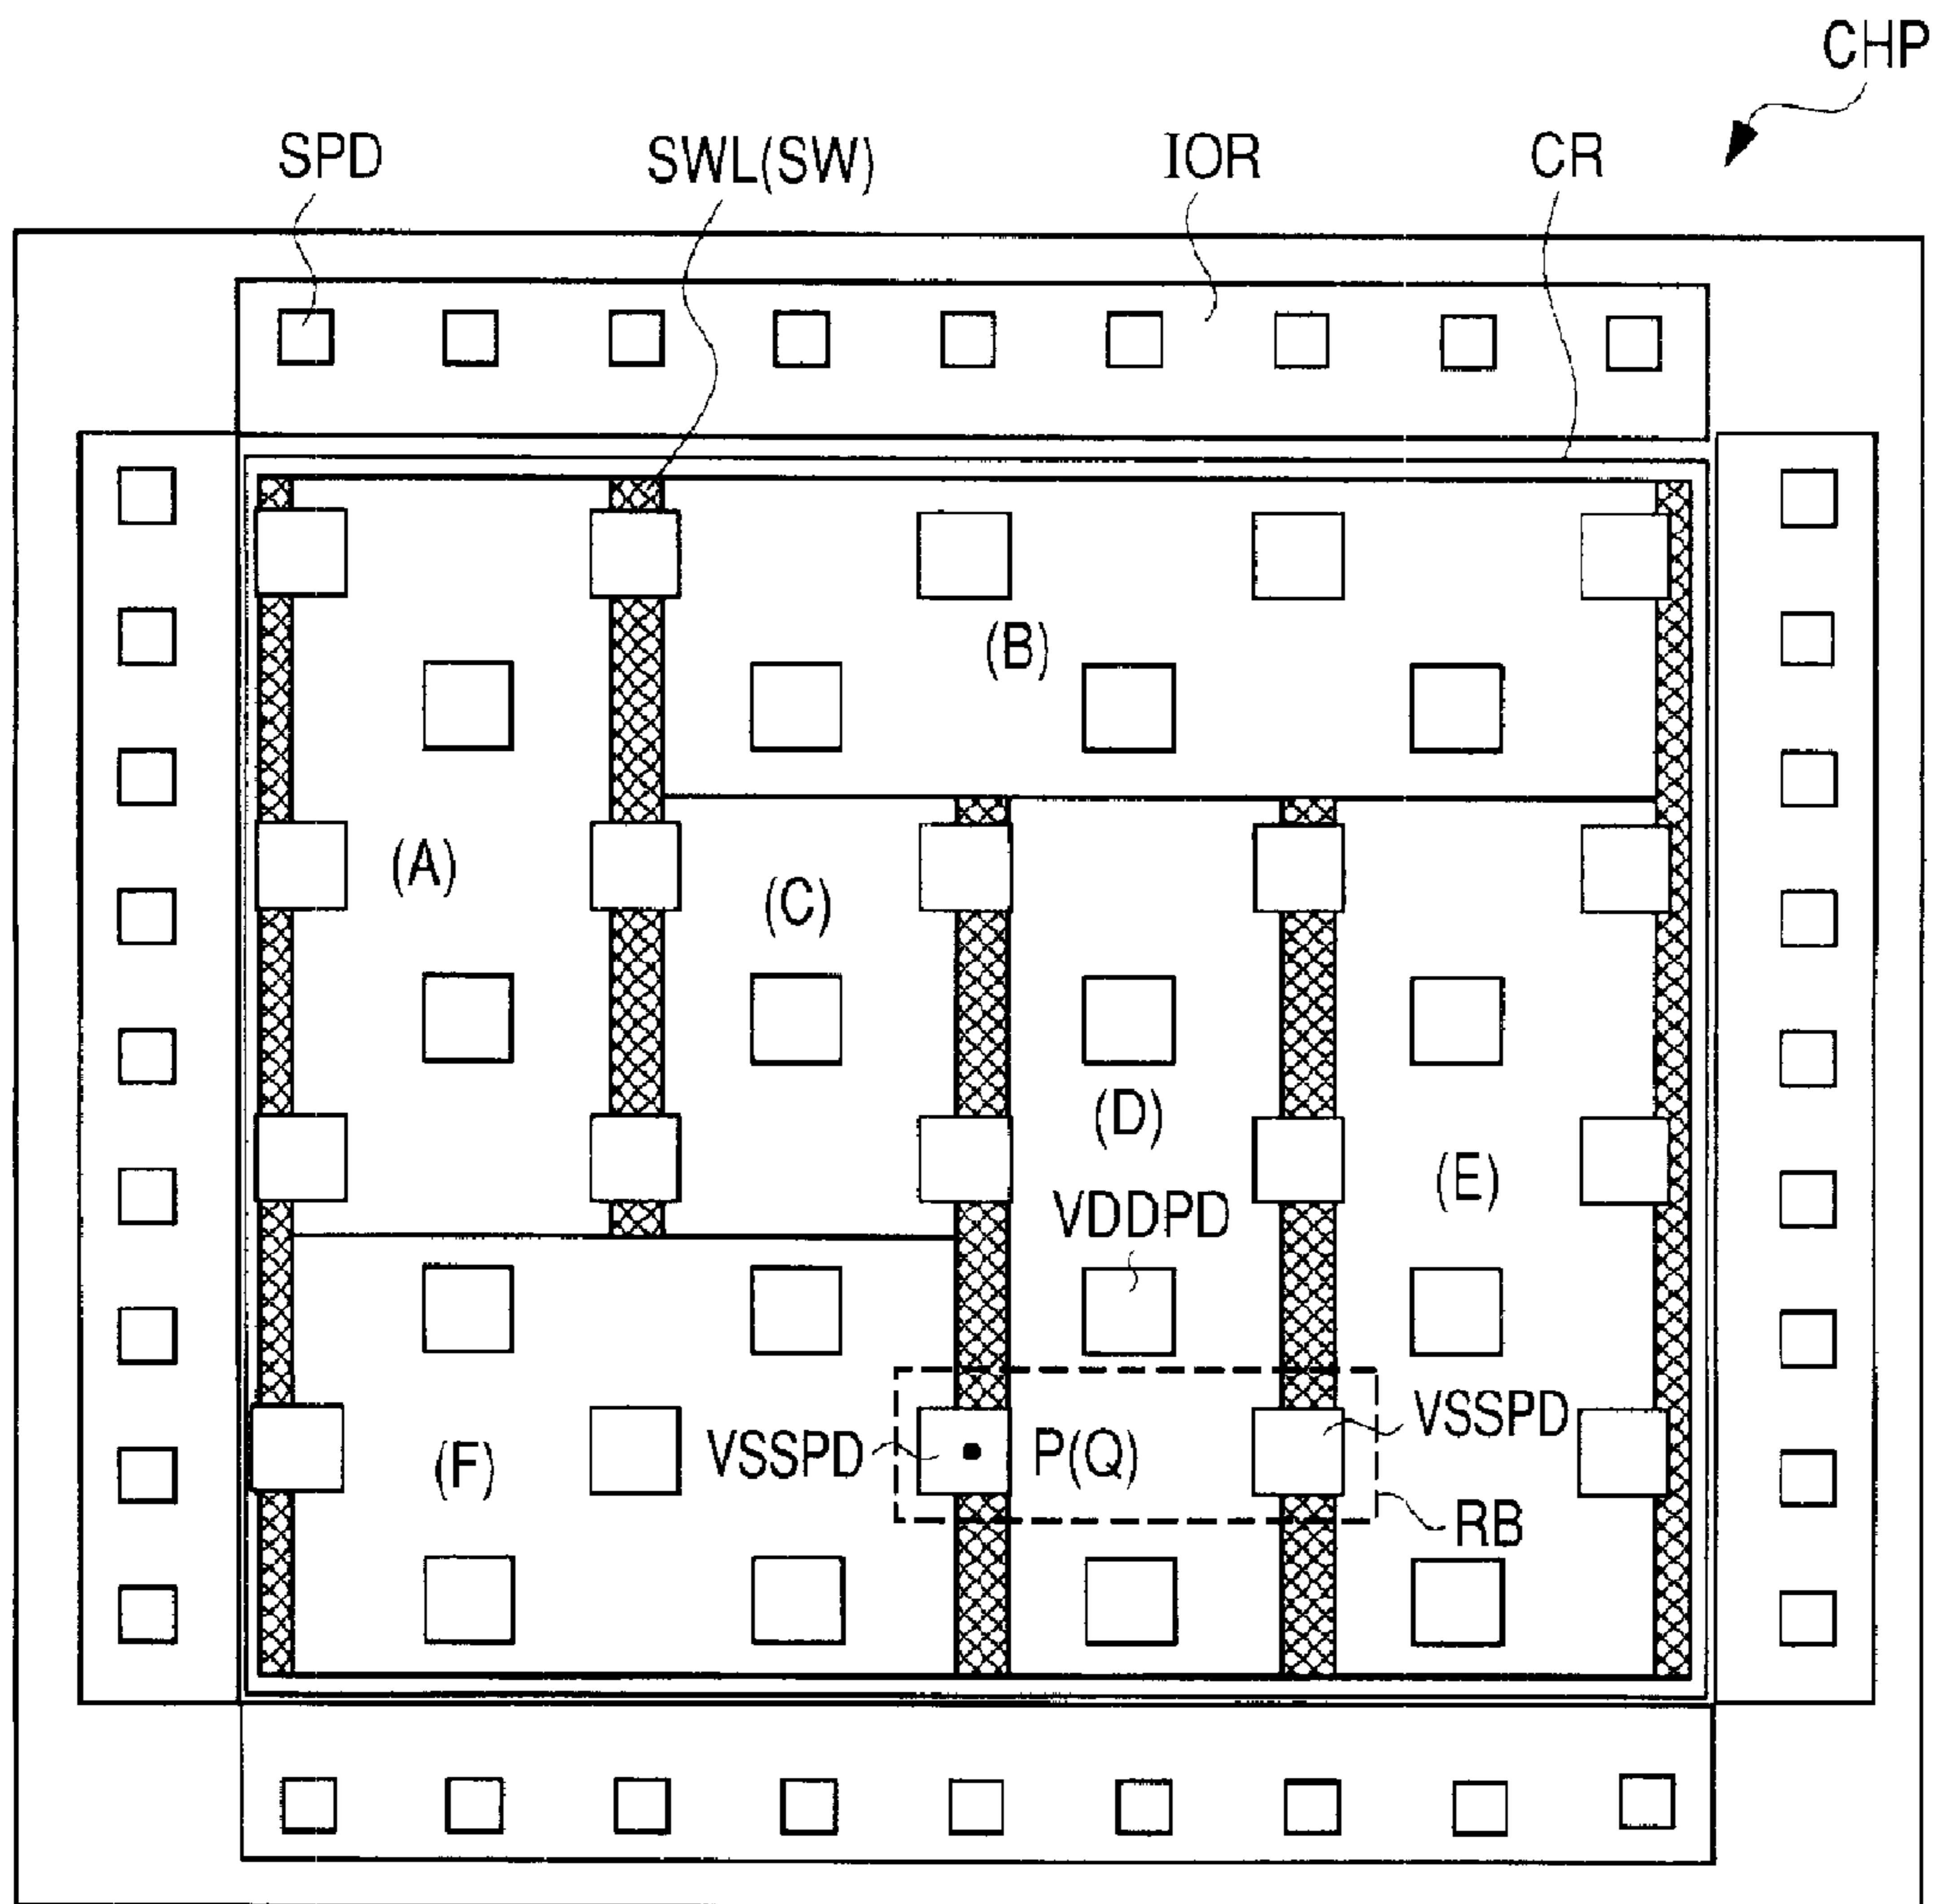 CHP
SPD
SWL(SW)
IOR
CR
(B)
(A)
(C)
(D)
(E)
VDDPD
VSSPD
VSSPD
P(Q)
(F)
RB